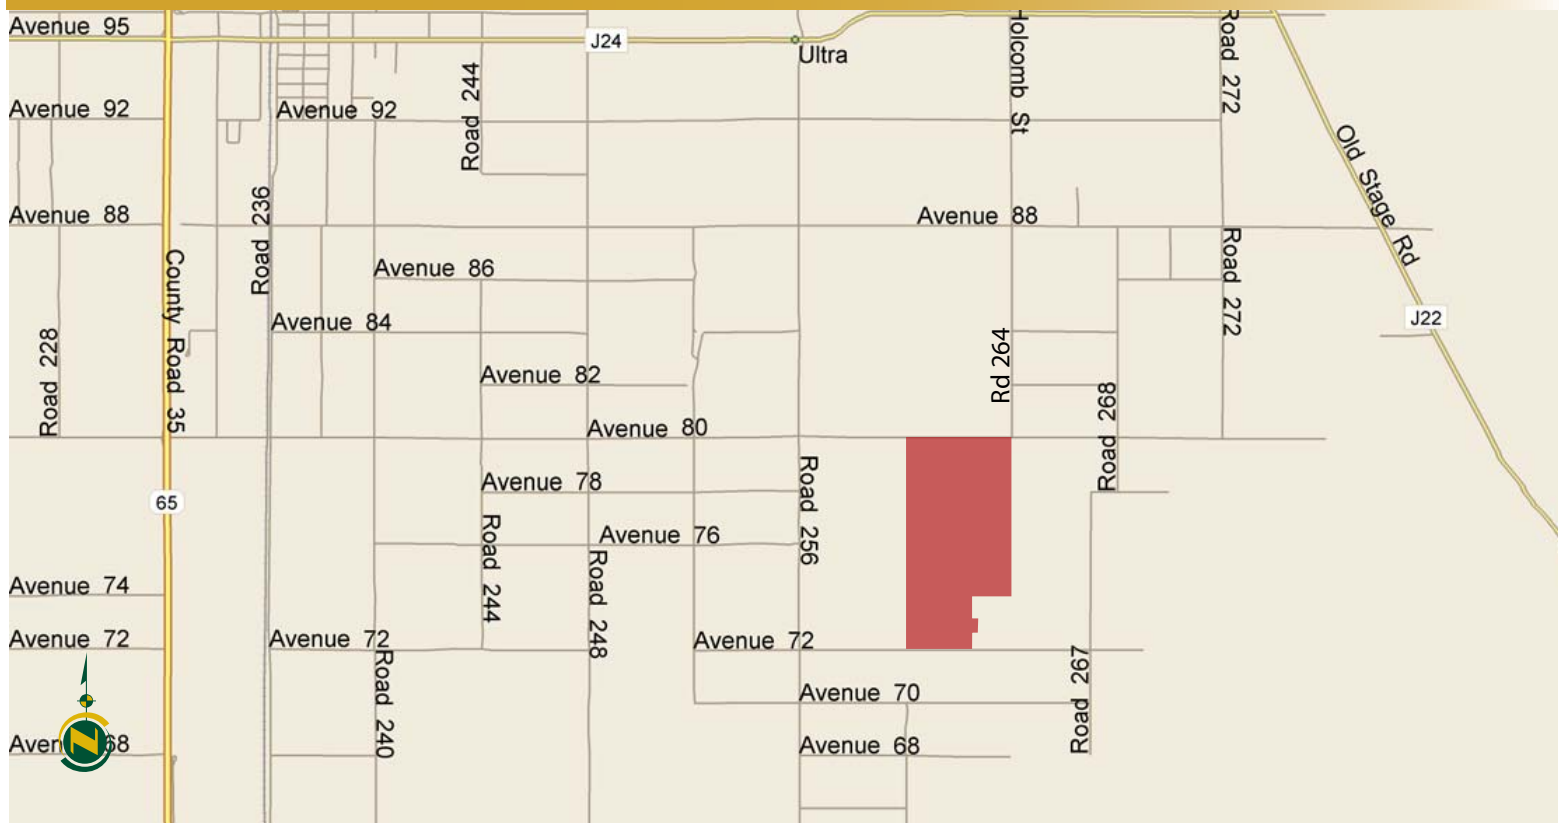 Avenue 95
J24
Ultra
Holcomb St
Road 272
Road 244
Avenue 92
Avenue 92
Old Stage Rd
Road 236
Avenue 88
Avenue 88
Road 272
County Road 35
Avenue 86
J22
Avenue 84
Road 228
Rd 264
Avenue 82
Road 268
Avenue 80
Road 256
Avenue 78
65
Road 244
Avenue 76
Road 248
Avenue 74
Avenue 72
Avenue 72
Avenue 72
Road 240
Road 267
Avenue 70
N
68
Avenue 68